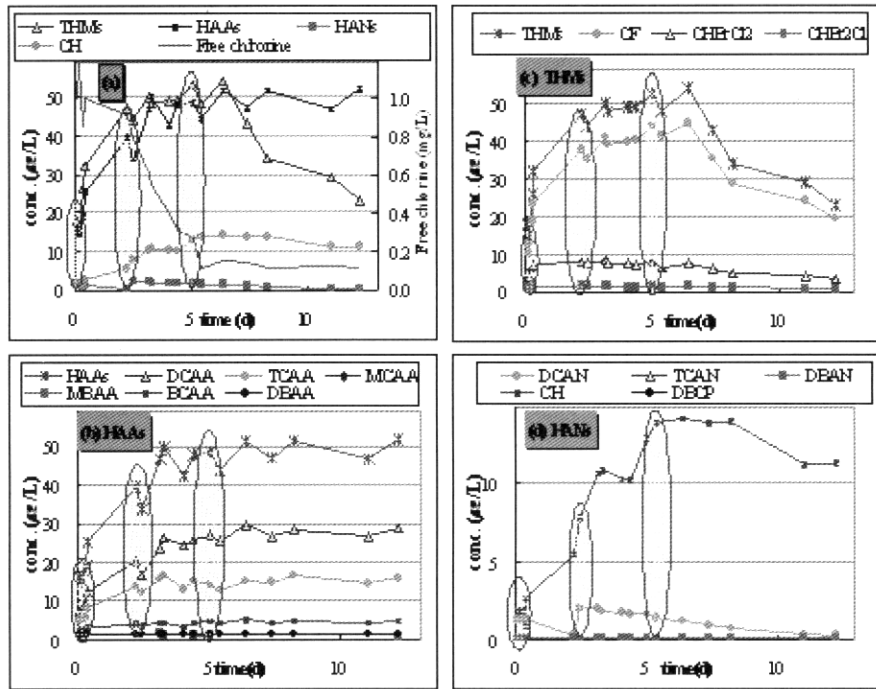 THMs HAAs HANs
CH Free chlorine
(a)
conc. (µg/L)
50
40
30
20
10
0
1.0
0.8
0.6
0.4
0.2
0.0
Free chlorine (mg/L)
0 5 time(d) 10
THMs CF CHBrCl2 CHBr2Cl
(c) THMs
conc. (µg/L)
50
40
30
20
10
0
0 5 time(d) 10
HAAs DCAA TCAA MCAA
MBAA BCAA DBAA
(b) HAAs
conc. (µg/L)
50
40
30
20
10
0
5 time(d) 10
DCAN TCAN DBAN
CH DBCP
(d) HANs
conc. (µg/L)
10
5
0
0 5 time(d) 10